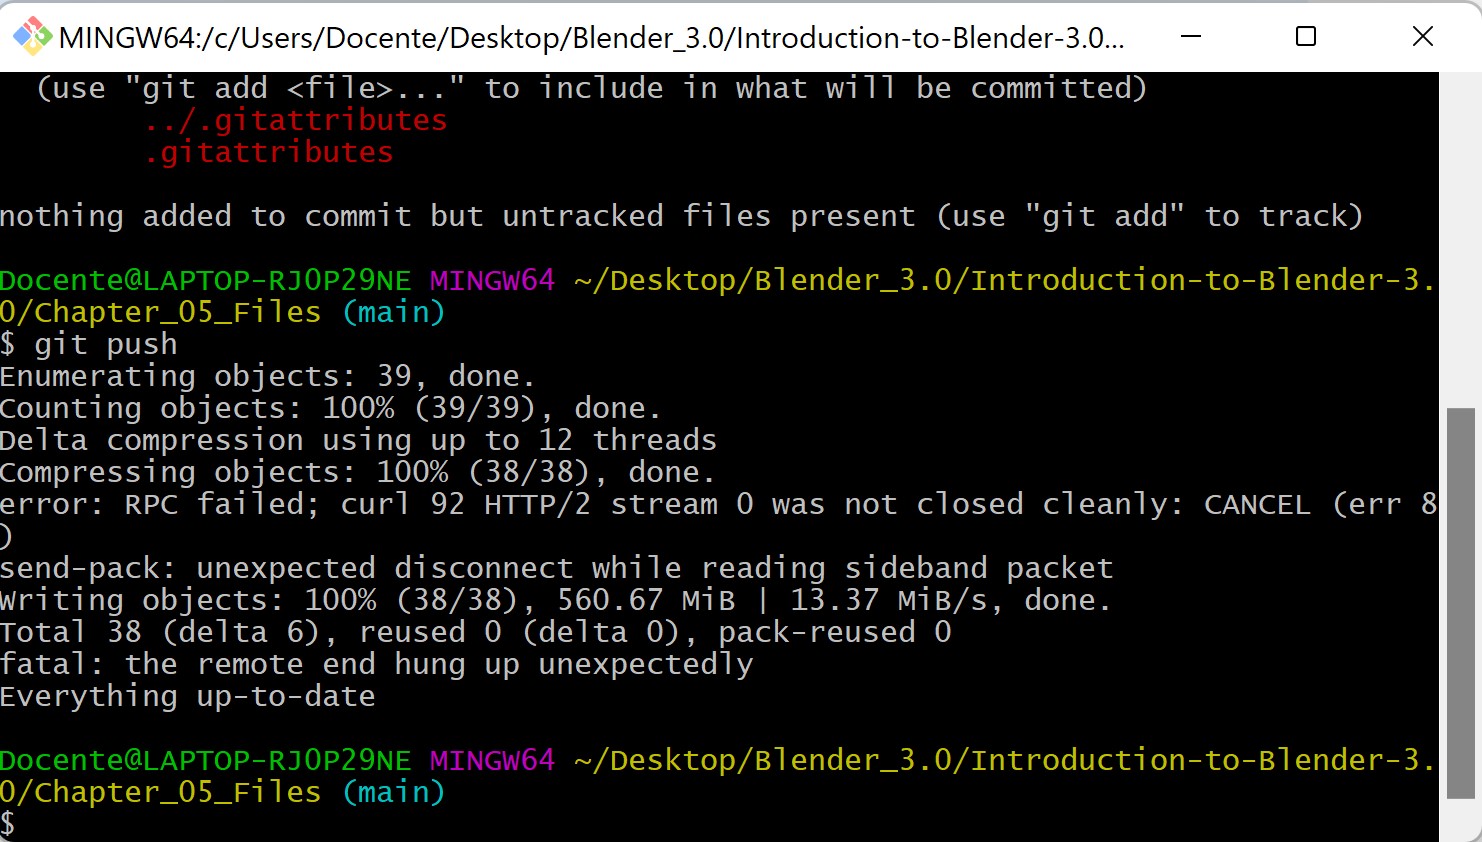 MINGW64:/c/Users/Docente/Desktop/Blender_3.0/Introduction-to-Blender-3.0...
(use "git add <file>..." to include in what will be committed)
../.gitattributes
.gitattributes
nothing added to commit but untracked files present (use "git add" to track)
Docente@LAPTOP-RJ0P29NE MINGW64 ~/Desktop/Blender_3.0/Introduction-to-Blender-3.
0/Chapter_05_Files (main)
$ git push
Enumerating objects: 39, done.
Counting objects: 100% (39/39), done.
Delta compression using up to 12 threads
Compressing objects: 100% (38/38), done.
error: RPC failed; curl 92 HTTP/2 stream 0 was not closed cleanly: CANCEL (err 8
)
send-pack: unexpected disconnect while reading sideband packet
Writing objects: 100% (38/38), 560.67 MiB | 13.37 MiB/s, done.
Total 38 (delta 6), reused 0 (delta 0), pack-reused 0
fatal: the remote end hung up unexpectedly
Everything up-to-date
Docente@LAPTOP-RJ0P29NE MINGW64 ~/Desktop/Blender_3.0/Introduction-to-Blender-3.
0/Chapter_05_Files (main)
$